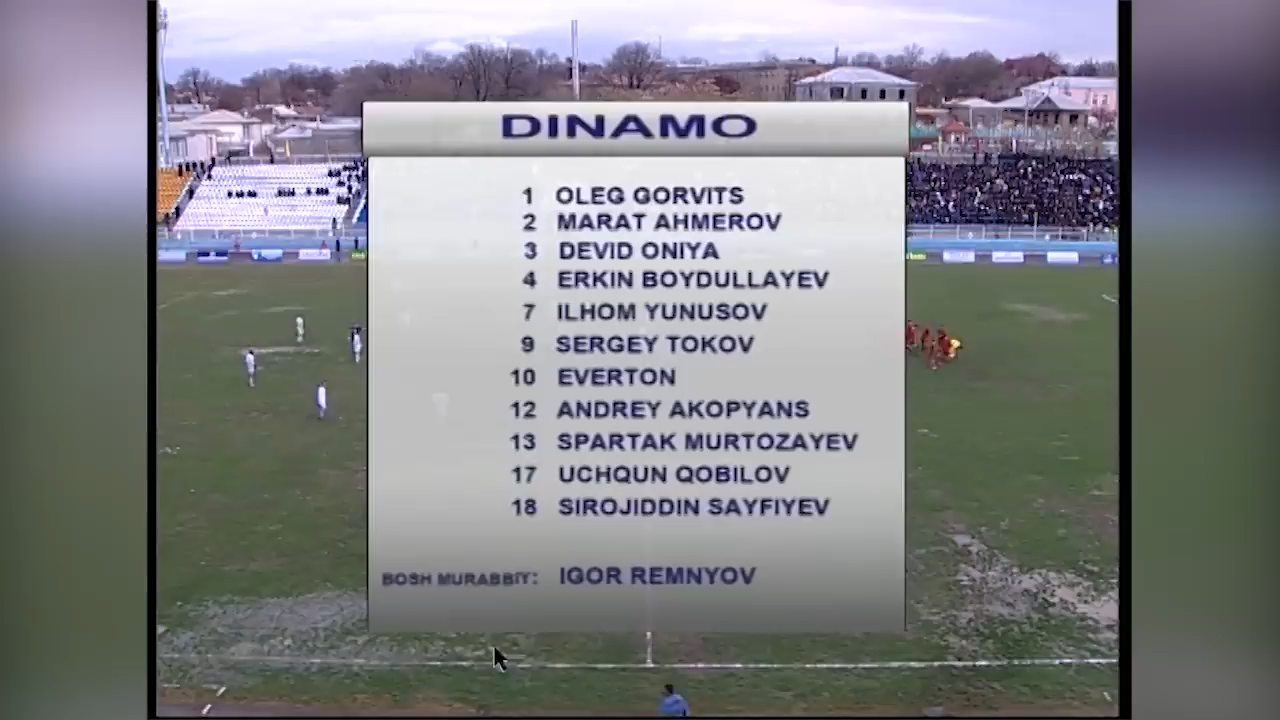 DINAMO
1 OLEG GORVITS
2 MARAT AHMEROV
3 DEVID ONIYA
4 ERKIN BOYDULLAYEV
7 ILHOM YUNUSOV
9 SERGEY TOKOV
10 EVERTON
12 ANDREY AKOPYANS
13 SPARTAK MURTOZAYEV
17 UCHQUN QOBILOV
18 SIROJIDDIN SAYFIYEV
BOSH MURABBIY: IGOR REMNYOV